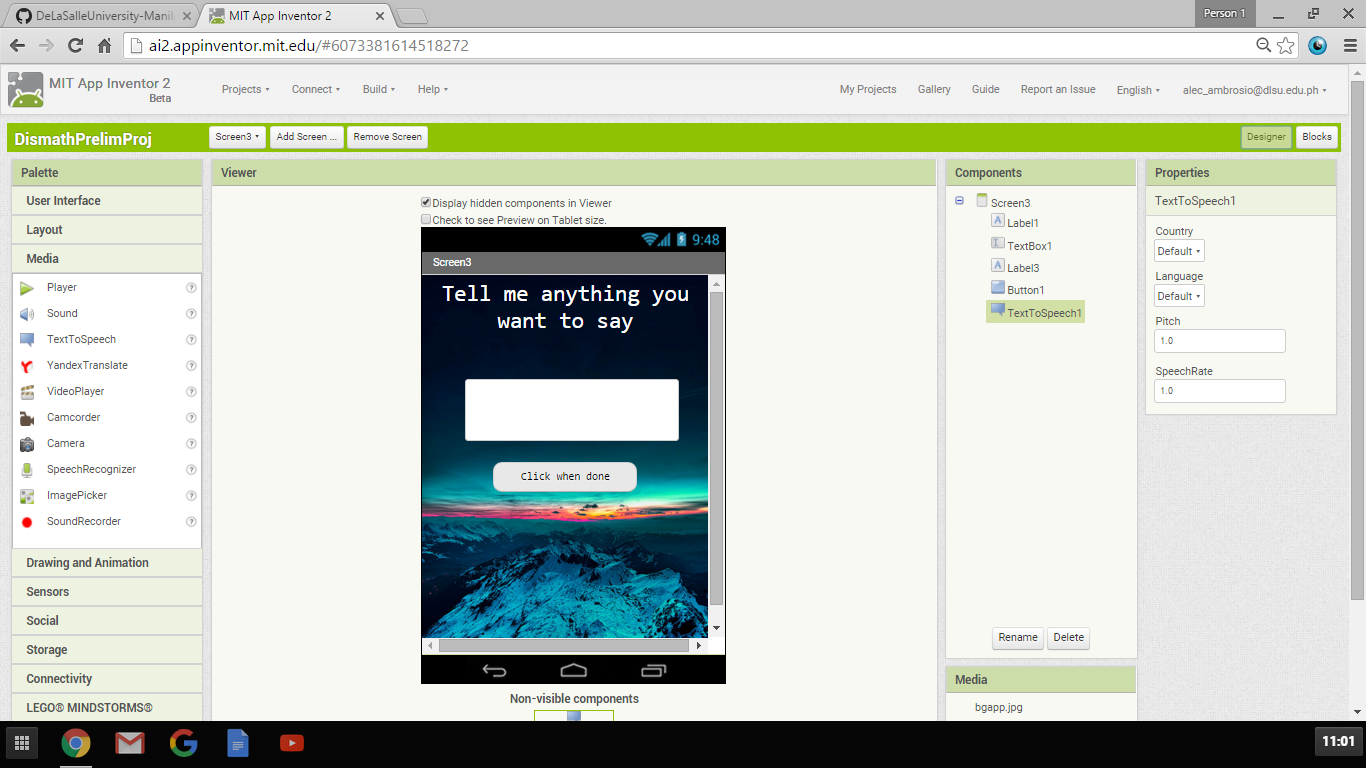 DeLaSalleUniversity-Manil
MIT App Inventor 2
Person 1
ai2.appinventor.mit.edu/#6073381614518272
MIT App Inventor 2
Beta
Projects
Connect
Build
Help
My Projects
Gallery
Guide
Report an Issue
English
alec_ambrosio@dlsu.edu.ph
DismathPrelimProj
Screen3
Add Screen ...
Remove Screen
Designer
Blocks
Palette
User Interface
Layout
Media
Player
Sound
TextToSpeech
YandexTranslate
VideoPlayer
Camcorder
Camera
SpeechRecognizer
ImagePicker
SoundRecorder
Drawing and Animation
Sensors
Social
Storage
Connectivity
LEGO® MINDSTORMS®
Viewer
Display hidden components in Viewer
Check to see Preview on Tablet size.
9:48
Screen3
Tell me anything you
want to say
Click when done
Non-visible components
Components
Screen3
Label1
TextBox1
Label3
Button1
TextToSpeech1
Rename
Delete
Media
bgapp.jpg
Properties
TextToSpeech1
Country
Default
Language
Default
Pitch
1.0
SpeechRate
1.0
11:01